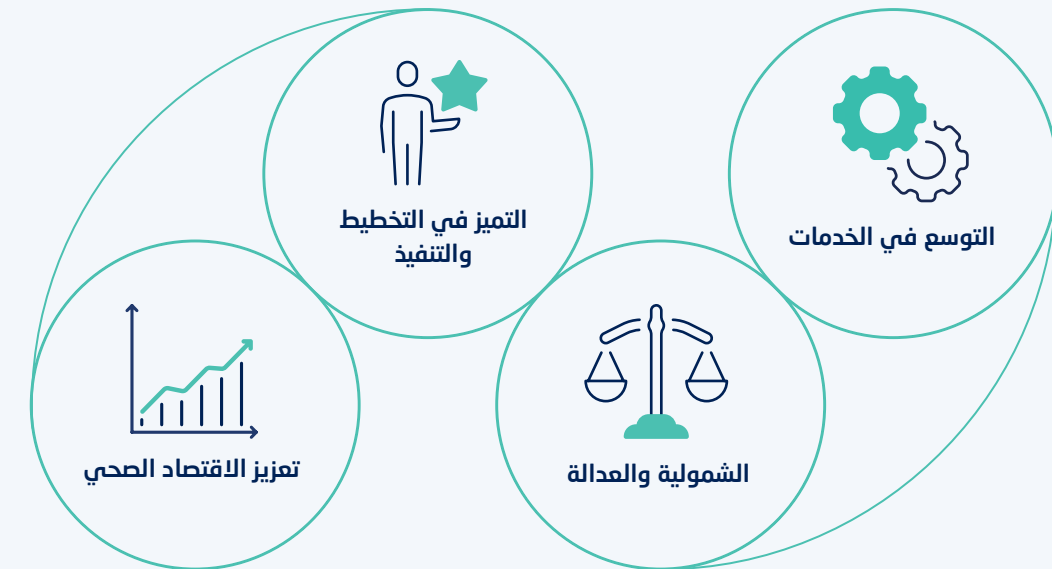 التوسع في الخدمات
التميز في التخطيط
والتنفيذ
الشمولية والعدالة
تعزيز الاقتصاد الصحي